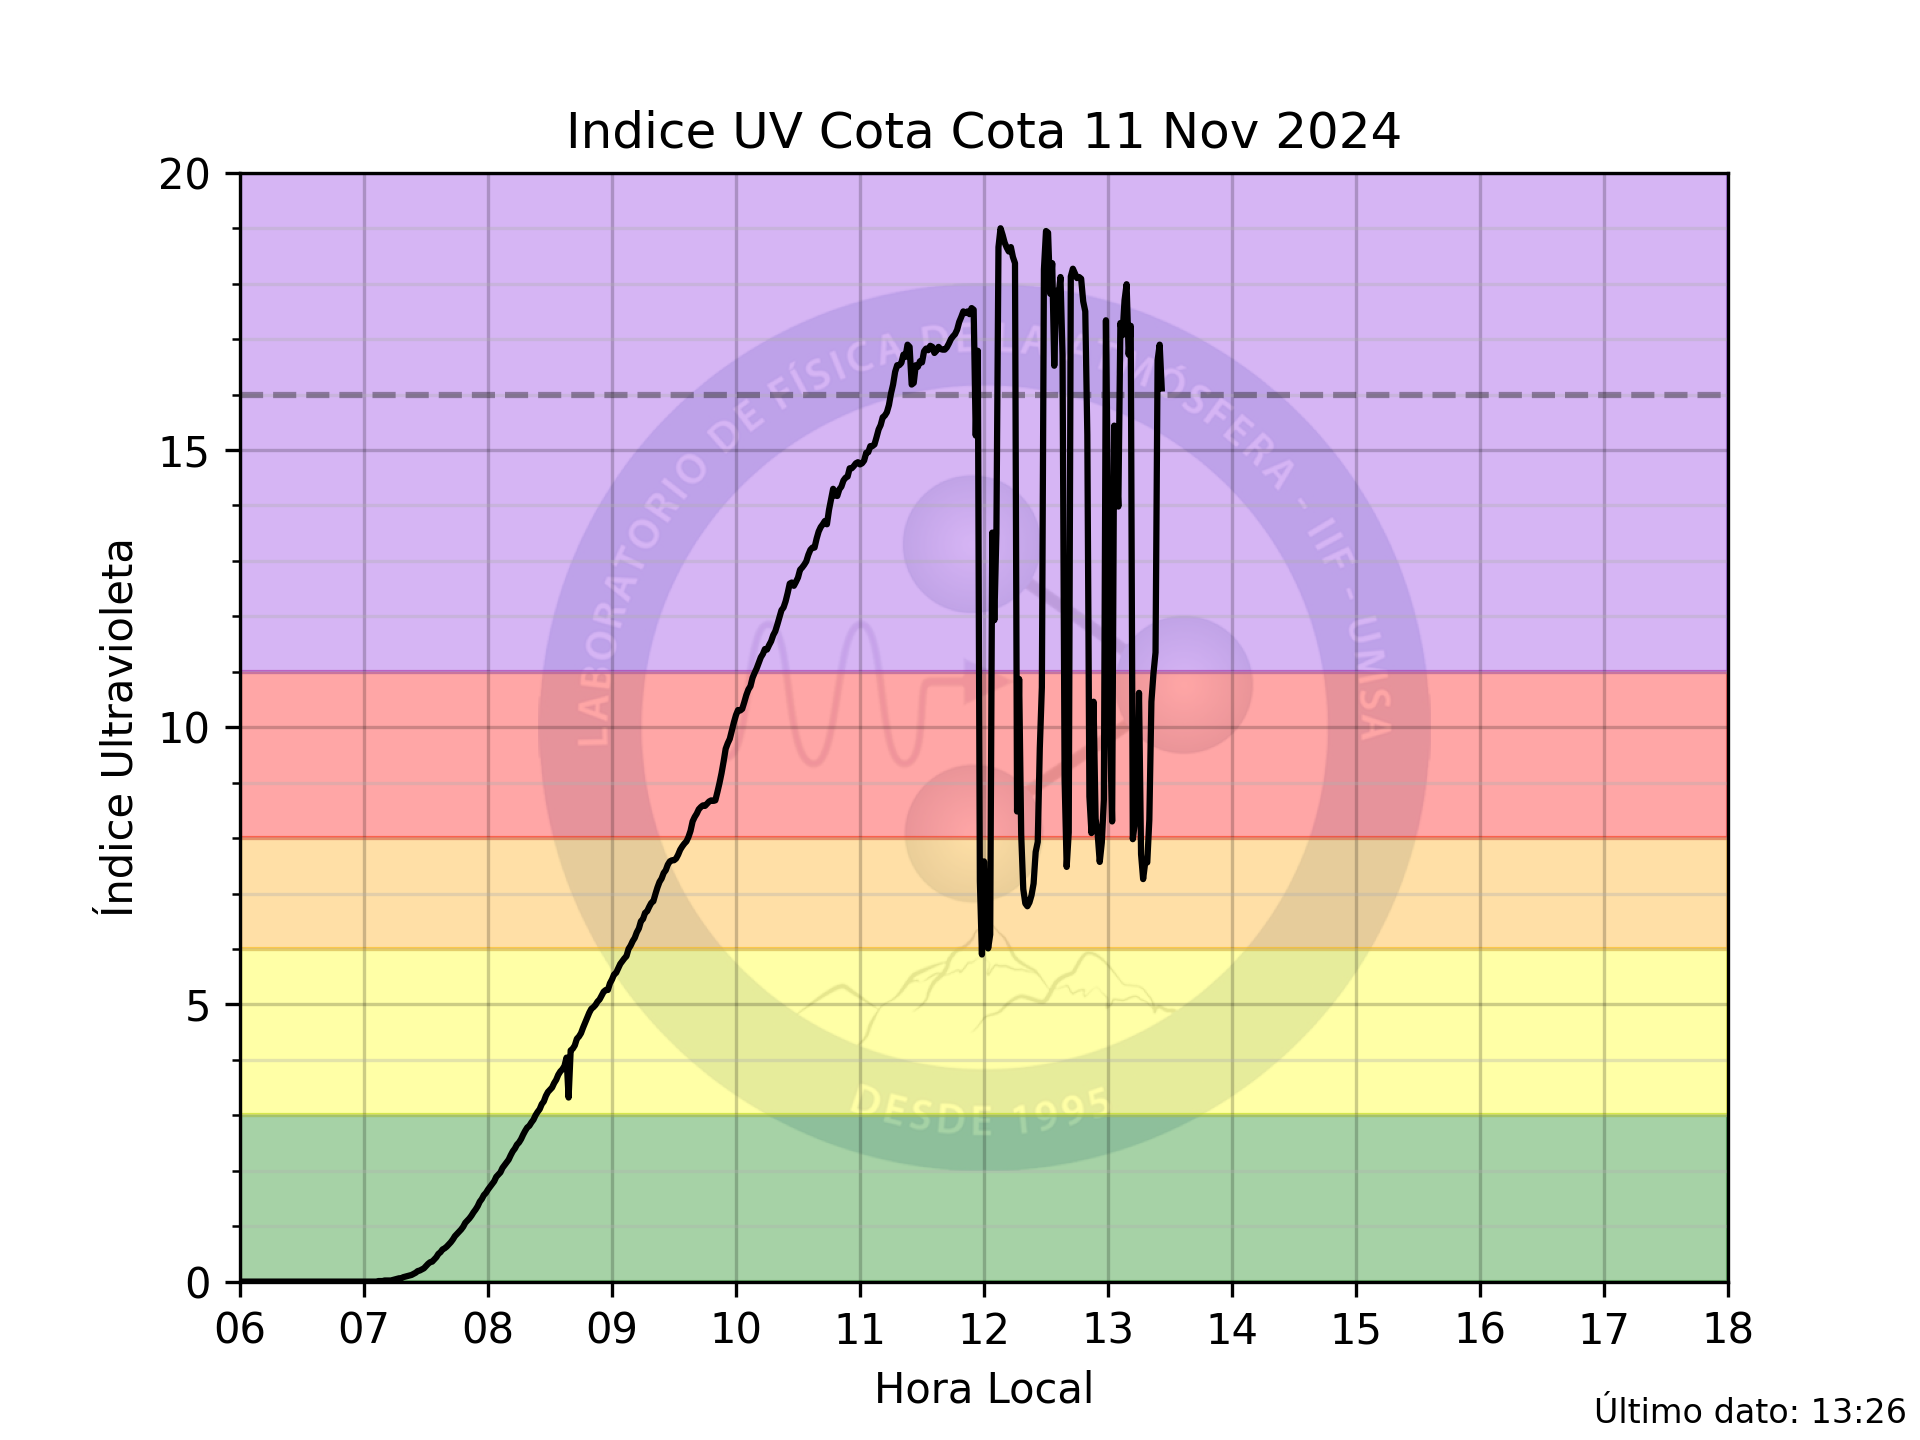 Indice UV Cota Cota 11 Nov 2024
20
15
10
5
0
Índice Ultravioleta
LABORATORIO DE FÍSICA DE LA ATMÓSFERA - IIF - UMSA
DESDE 1995
06 07 08 09 10 11 12 13 14 15 16 17 18
Hora Local
Último dato: 13:26